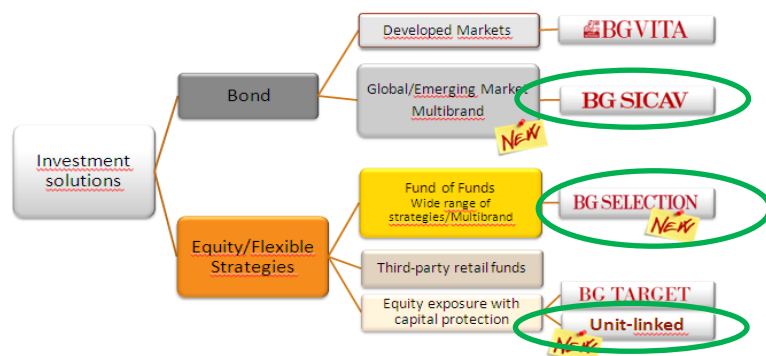 Developed Markets
BG VITA
Global/Emerging Market
Multibrand
BG SICAV
NEW
Bond
Investment
solutions
Fund of Funds
Wide range of
strategies/Multibrand
BG SELECTION
NEW
Equity/Flexible
Strategies
Third-party retail funds
Equity exposure with
capital protection
BG TARGET
Unit-linked
NEW